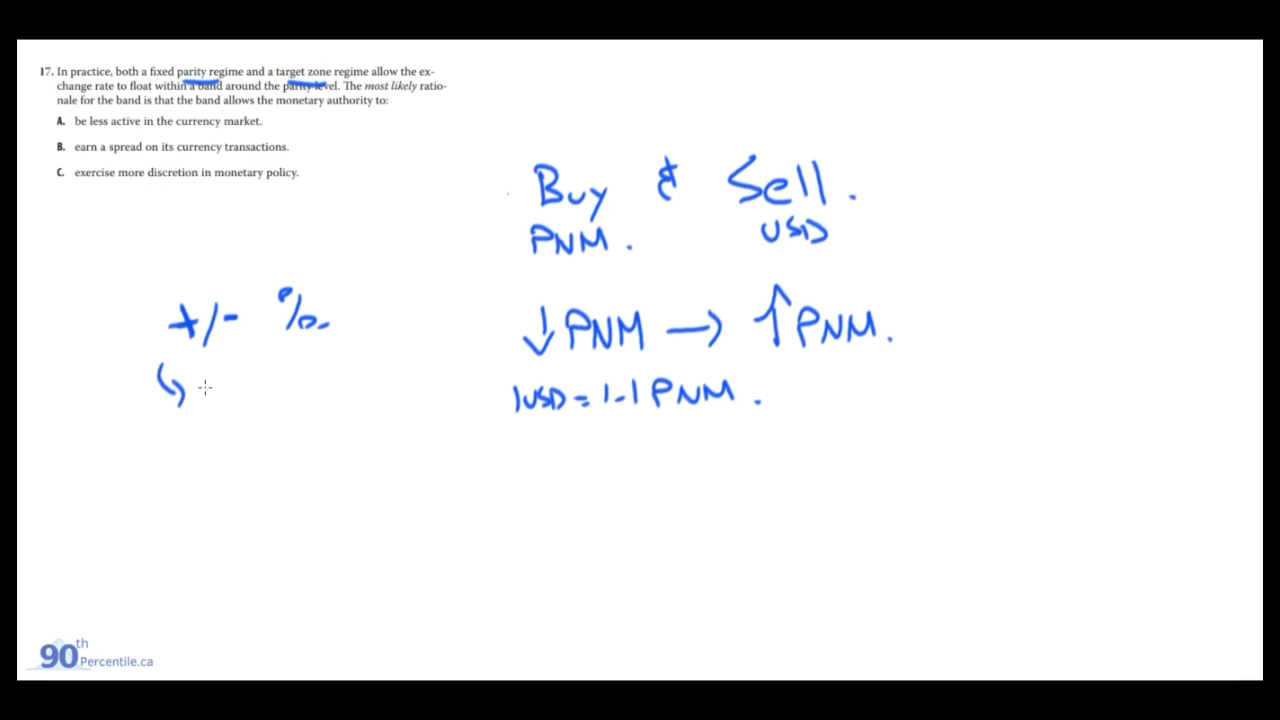 17. In practice, both a fixed parity regime and a target zone regime allow the ex-
change rate to float within a band around the parity level. The most likely ratio-
nale for the band is that the band allows the monetary authority to:
A. be less active in the currency market.
B. earn a spread on its currency transactions.
C. exercise more discretion in monetary policy.
Buy & Sell.
PNM. USD
+/- %
↓ PNM → ↑ PNM.
1USD = 1-1 PNM.
90th
Percentile.ca